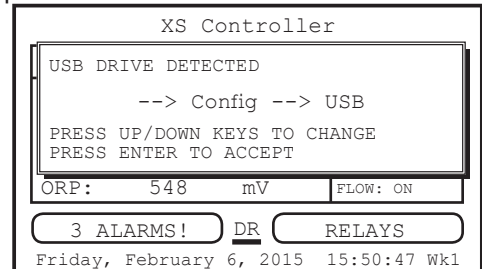 XS Controller
USB DRIVE DETECTED
--> Config --> USB
PRESS UP/DOWN KEYS TO CHANGE
PRESS ENTER TO ACCEPT
ORP: 548 mV FLOW: ON
3 ALARMS! DR RELAYS
Friday, February 6, 2015 15:50:47 Wk1